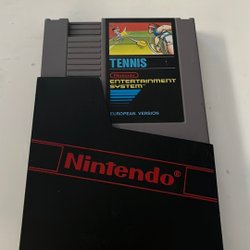 TENNIS
Nintendo
ENTERTAINMENT
SYSTEM
EUROPEAN VERSION
Nintendo®